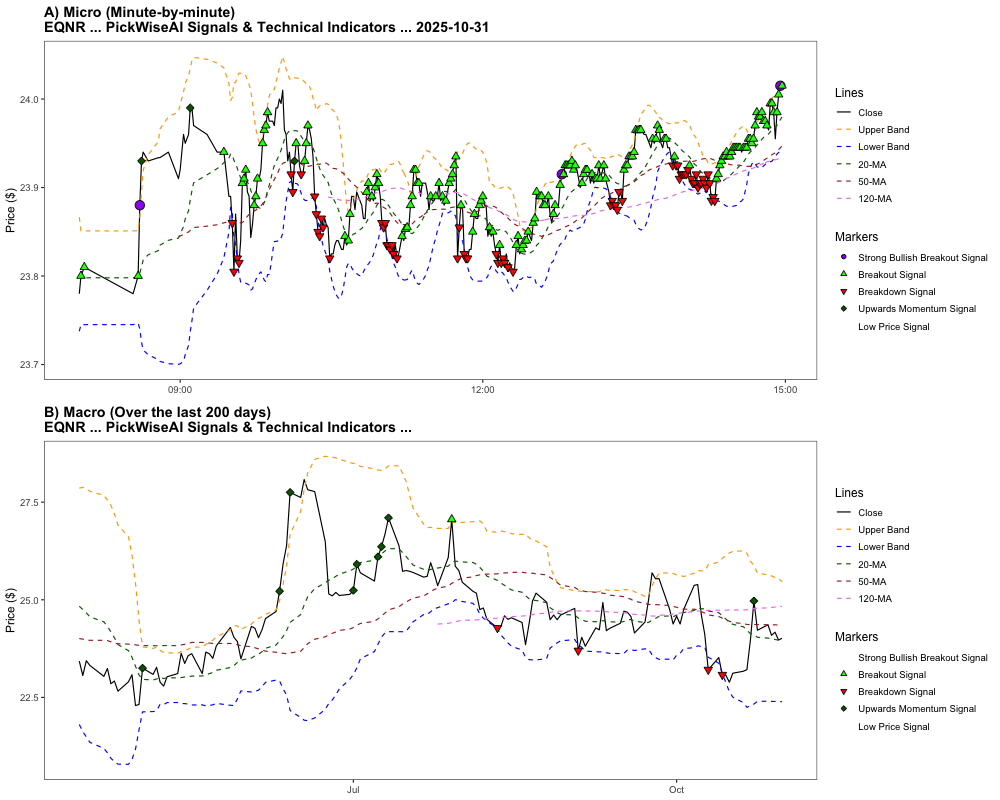 A) Micro (Minute-by-minute)
EQNR ... PickWiseAI Signals & Technical Indicators ... 2025-10-31
Price ($)
24.0
23.9
23.8
23.7
09:00
12:00
15:00
Lines
Close
Upper Band
Lower Band
20-MA
50-MA
120-MA
Markers
Strong Bullish Breakout Signal
Breakout Signal
Breakdown Signal
Upwards Momentum Signal
Low Price Signal
B) Macro (Over the last 200 days)
EQNR ... PickWiseAI Signals & Technical Indicators ...
Price ($)
27.5
25.0
22.5
Jul
Oct
Lines
Close
Upper Band
Lower Band
20-MA
50-MA
120-MA
Markers
Strong Bullish Breakout Signal
Breakout Signal
Breakdown Signal
Upwards Momentum Signal
Low Price Signal